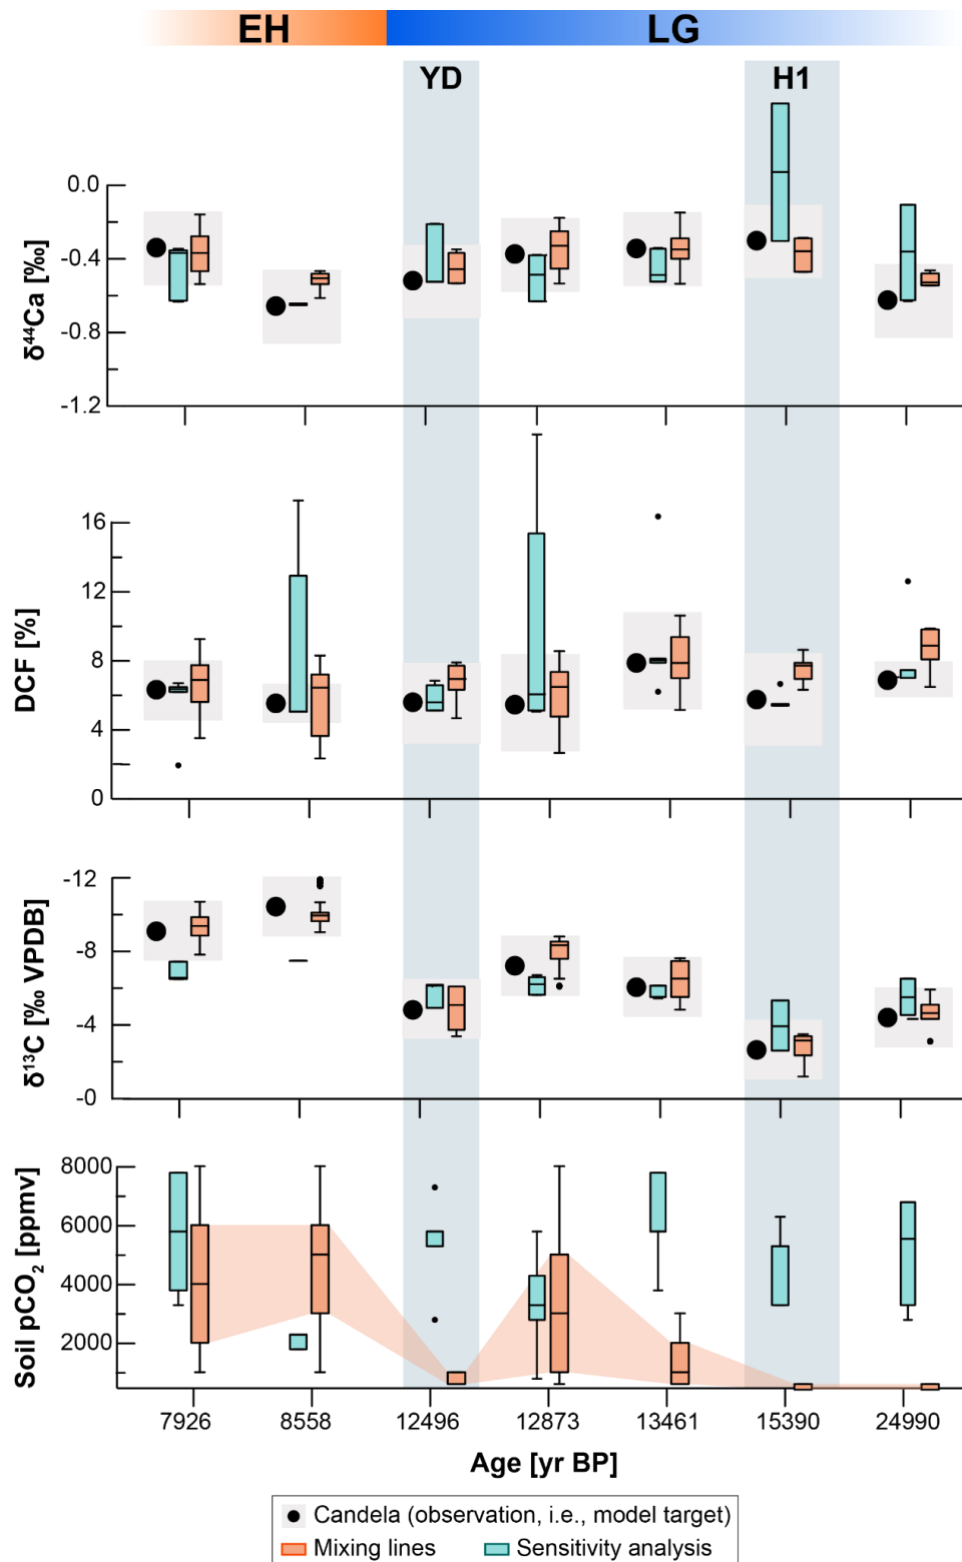 EH LG
YD H1
δ⁴⁴Ca [‰]
0.0
-0.4
-0.8
-1.2
DCF [%]
16
12
8
4
0
δ¹³C [‰ VPDB]
-12
-8
-4
-0
Soil pCO₂ [ppmv]
8000
6000
4000
2000
7926 8558 12496 12873 13461 15390 24990
Age [yr BP]
Candela (observation, i.e., model target)
Mixing lines Sensitivity analysis